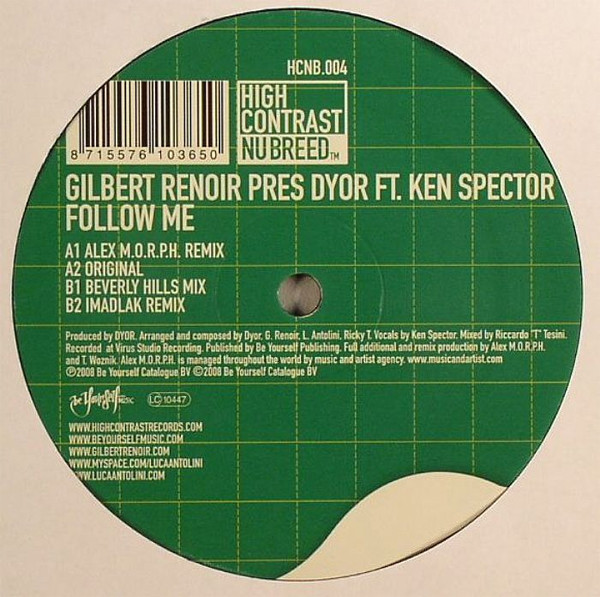 HCNB.004
HIGH
CONTRAST
NU BREED™
8 715576 103650
GILBERT RENOIR PRES DYOR FT. KEN SPECTOR
FOLLOW ME
A1 ALEX M.O.R.P.H. REMIX
A2 ORIGINAL
B1 BEVERLY HILLS MIX
B2 IMADLAK REMIX
Produced by DYOR. Arranged and composed by Dyor, G. Renoir, L. Antolini, Ricky T. Vocals by Ken Spector. Mixed by Riccardo "T" Tesini.
Recorded at Virus Studio Recording. Published by Be Yourself Publishing. Full additional and remix production by Alex M.O.R.P.H.
and T. Woznik. Alex M.O.R.P.H. is managed throughout the world by music and artist agency. www.musicandartist.com
℗2008 Be Yourself Catalogue BV ©2008 Be Yourself Catalogue BV
Be Yourself MUSIC
LC 10447
WWW.HIGHCONTRASTRECORDS.COM
WWW.BEYOURSELFMUSIC.COM
WWW.GILBERTRENOIR.COM
WWW.MYSPACE.COM/LUCAANTOLINI
WWW.LUCAANTOLINI.COM